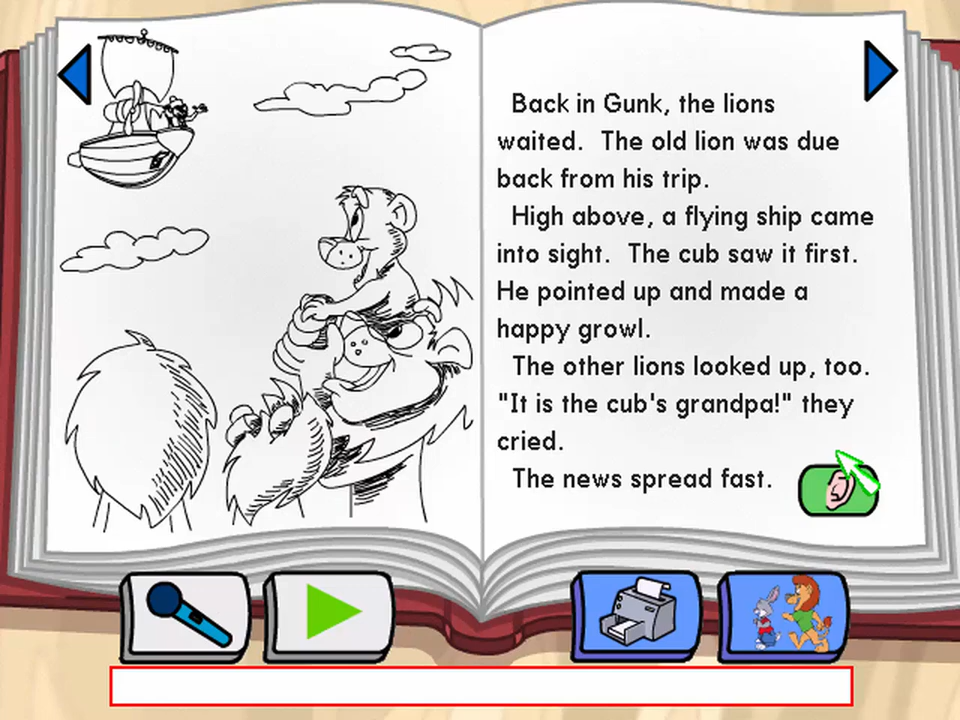 Back in Gunk, the lions
waited. The old lion was due
back from his trip.
High above, a flying ship came
into sight. The cub saw it first.
He pointed up and made a
happy growl.
The other lions looked up, too.
"It is the cub's grandpa!" they
cried.
The news spread fast.